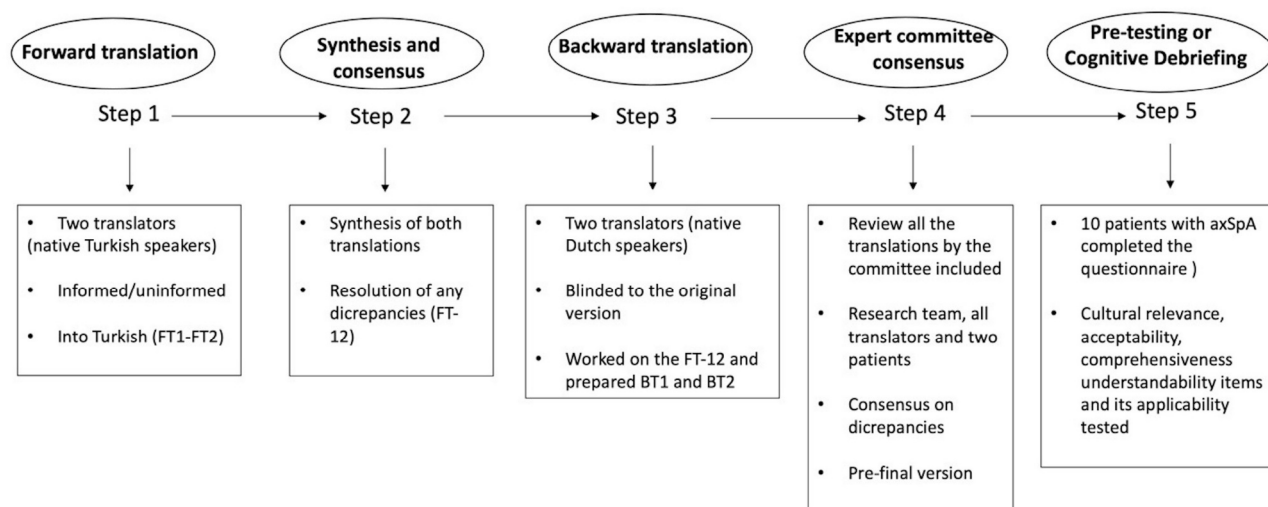 Forward translation
Synthesis and
consensus
Backward translation
Expert committee
consensus
Pre-testing or
Cognitive Debriefing
Step 1
Step 2
Step 3
Step 4
Step 5
• Two translators
(native Turkish speakers)
• Informed/uninformed
• Into Turkish (FT1-FT2)
• Synthesis of both
translations
• Resolution of any
dicrepancies (FT-
12)
• Two translators (native
Dutch speakers)
• Blinded to the original
version
• Worked on the FT-12 and
prepared BT1 and BT2
• Review all the
translations by the
committee included
• Research team, all
translators and two
patients
• Consensus on
dicrepancies
• Pre-final version
• 10 patients with axSpA
completed the
questionnaire )
• Cultural relevance,
acceptability,
comprehensiveness
understandability items
and its applicability
tested